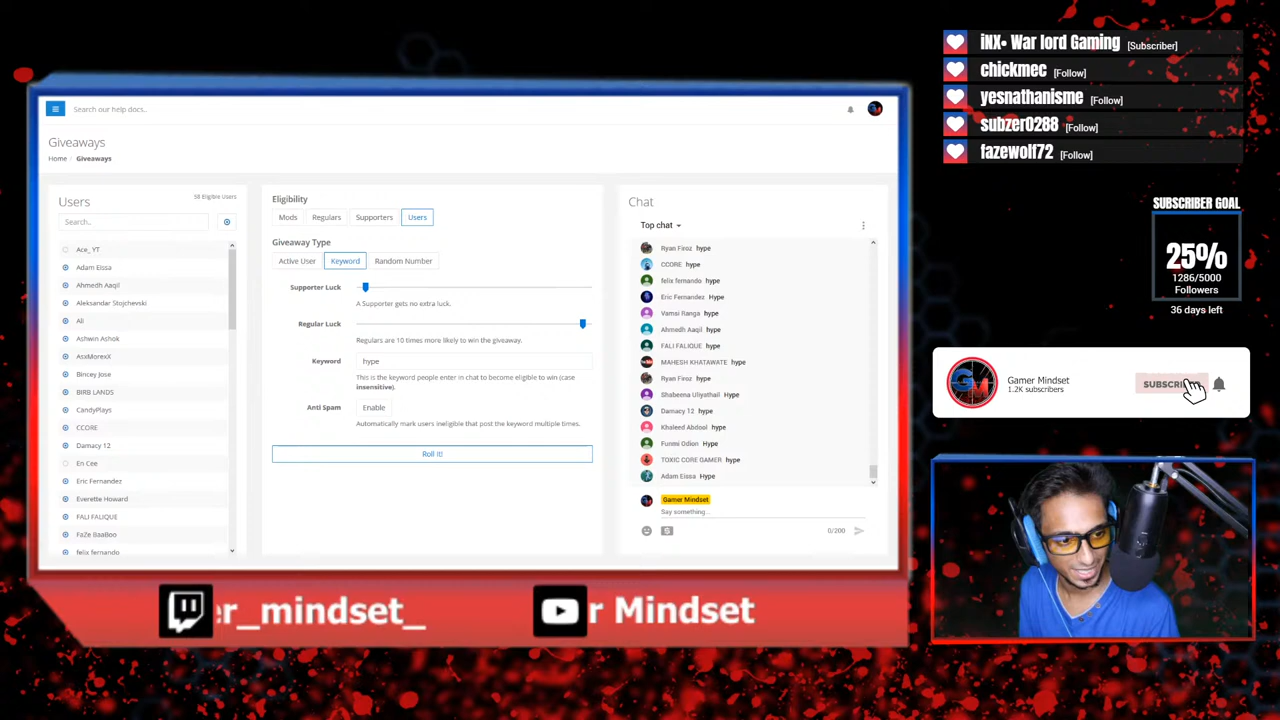 Search our help docs..
Giveaways
Home / Giveaways
Users
58 Eligible Users
Search..
Ace_ YT
Adam Eissa
Ahmedh Aaqil
Aleksandar Stojchevski
Ali
Ashwin Ashok
AsxMorexX
Bincey Jose
BIRB LANDS
CandyPlays
CCORE
Damacy 12
En Cee
Eric Fernandez
Everette Howard
FALI FALIQUE
FaZe BaaBoo
felix fernando
Eligibility
Mods Regulars Supporters Users
Giveaway Type
Active User Keyword Random Number
Supporter Luck
A Supporter gets no extra luck.
Regular Luck
Regulars are 10 times more likely to win the giveaway.
Keyword hype
This is the keyword people enter in chat to become eligible to win (case
insensitive).
Anti Spam Enable
Automatically mark users ineligible that post the keyword multiple times.
Roll It!
Chat
Top chat
Ryan Firoz hype
CCORE hype
felix fernando hype
Eric Fernandez Hype
Vamsi Ranga hype
Ahmedh Aaqil hype
FALI FALIQUE hype
MAHESH KHATAWATE hype
Ryan Firoz hype
Shabeema Uliyathail Hype
Damacy 12 hype
Khaleed Abdool hype
Funmi Odion Hype
TOXIC CORE GAMER hype
Adam Eissa Hype
Gamer Mindset
Say something...
0/200
iNX• War lord Gaming [Subscriber]
chickmec [Follow]
yesnathanisme [Follow]
subzer0288 [Follow]
fazewolf72 [Follow]
SUBSCRIBER GOAL
25%
1286/5000
Followers
36 days left
GM
Gamer Mindset
1.2K subscribers
er_mindset_
r Mindset